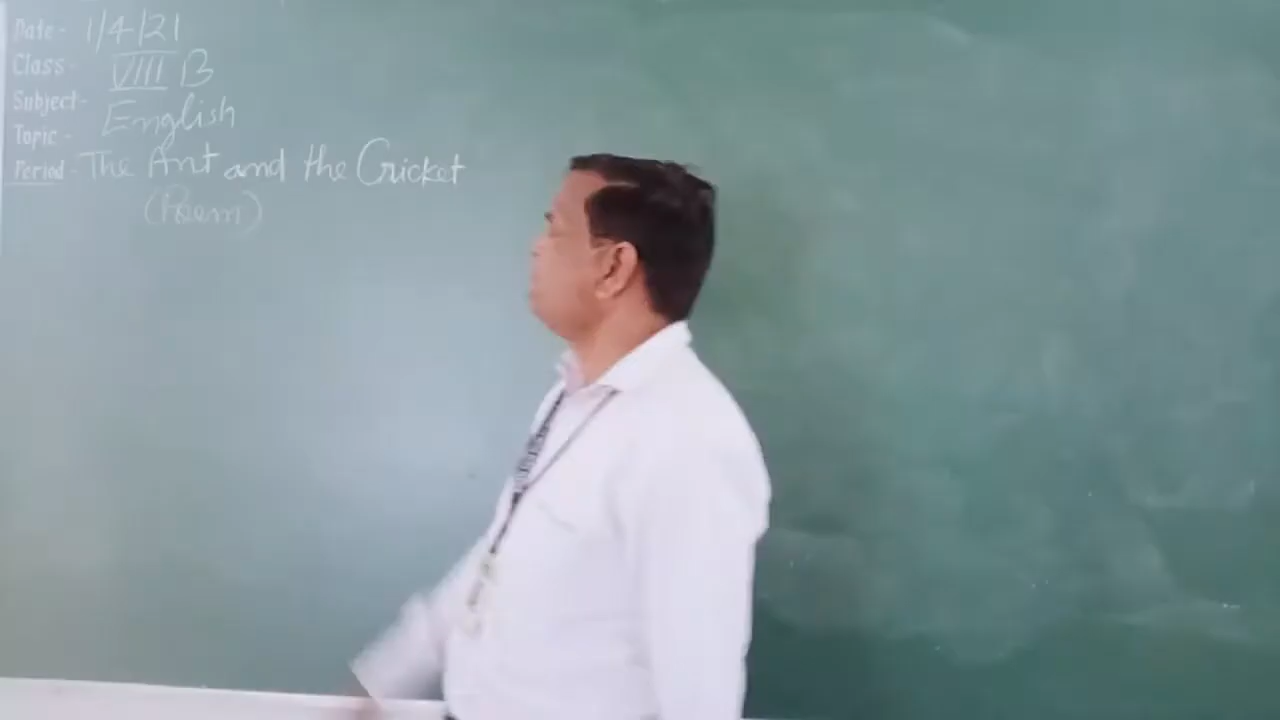 Date - 1/4/21
Class - VIII B
Subject - English
Topic -
Period - The Ant and the Cricket
(Poem)